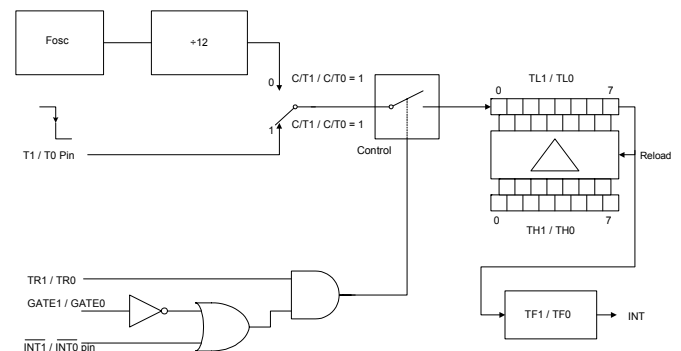 Fosc
÷12
TL1 / TL0
0
C/T1 / C/T0 = 1
0
7
1
C/T1 / C/T0 = 1
Control
T1 / T0 Pin
Reload
0
7
TH1 / TH0
TR1 / TR0
GATE1 / GATE0
TF1 / TF0
INT
INT1 / INT0 pin